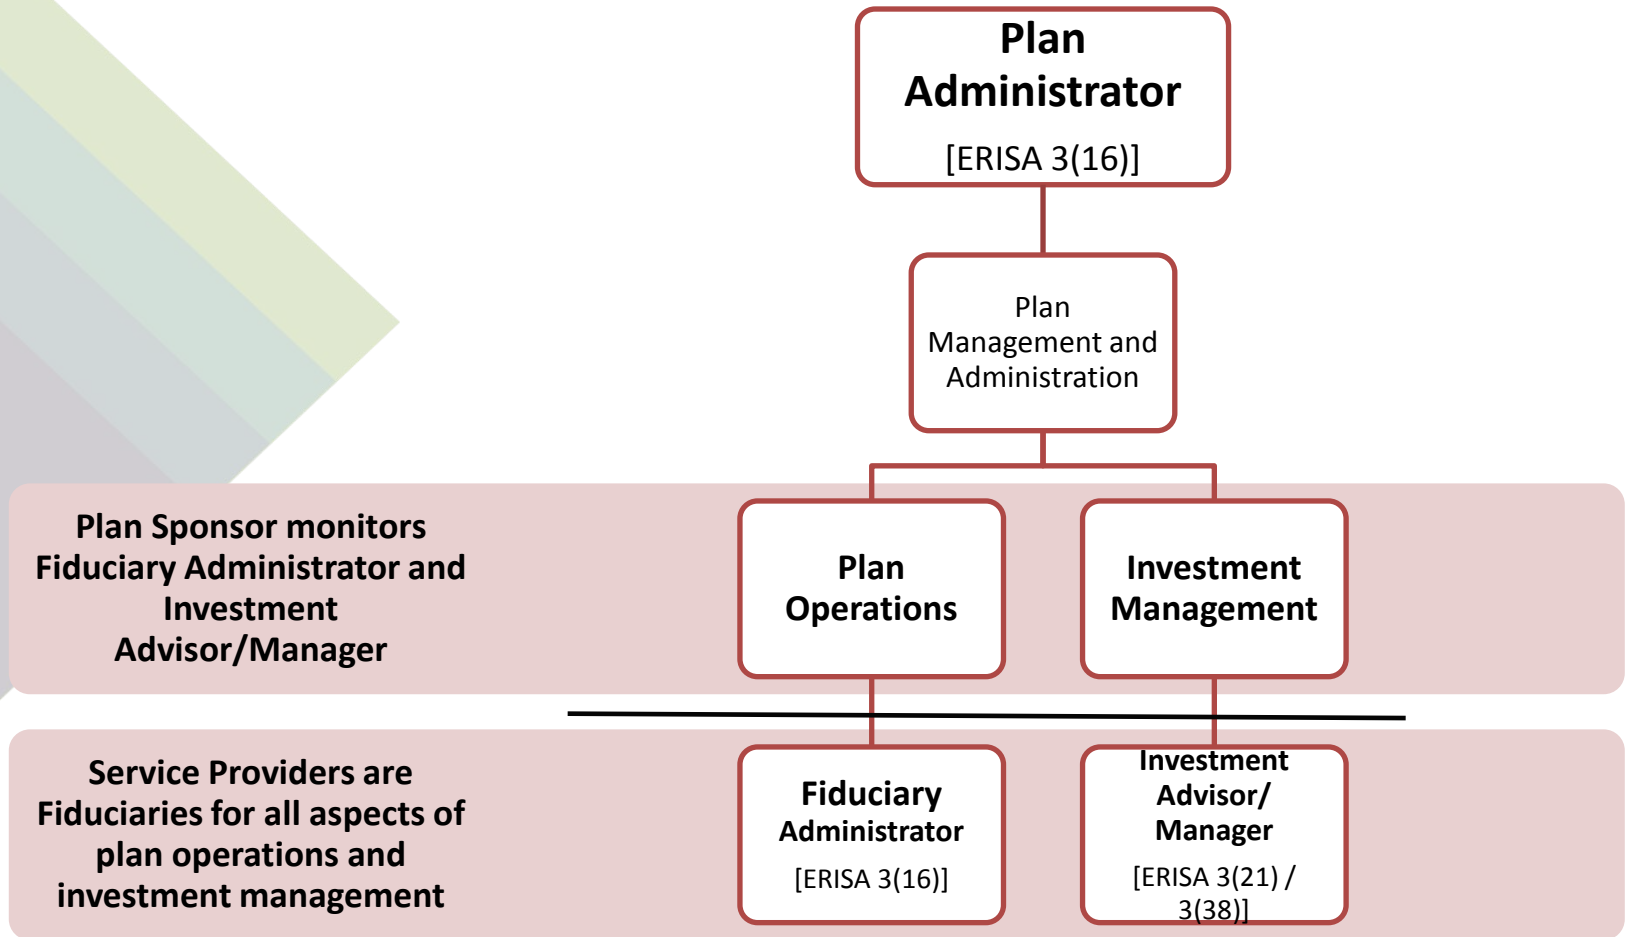 Plan
Administrator
[ERISA 3(16)]
Plan
Management and
Administration
Plan Sponsor monitors
Fiduciary Administrator and
Investment
Advisor/Manager
Plan
Operations
Investment
Management
Service Providers are
Fiduciaries for all aspects of
plan operations and
investment management
Fiduciary
Administrator
[ERISA 3(16)]
Investment
Advisor/
Manager
[ERISA 3(21) /
3(38)]